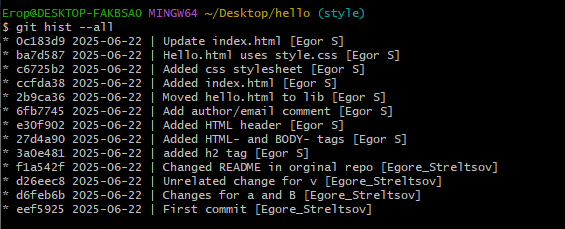 Егор@DESKTOP-FAKBSAO MINGW64 ~/Desktop/hello (style)
$ git hist --all
* 0c183d9 2025-06-22 | Update index.html [Egor S]
* ba7d587 2025-06-22 | Hello.html uses style.css [Egor S]
* c6725b2 2025-06-22 | Added css stylesheet [Egor S]
* ccfda38 2025-06-22 | Added index.html [Egor S]
* 2b9ca36 2025-06-22 | Moved hello.html to lib [Egor S]
* 6fb7745 2025-06-22 | Add author/email comment [Egor S]
* e30f902 2025-06-22 | Added HTML header [Egor S]
* 27d4a90 2025-06-22 | Added HTML- and BODY- tags [Egor S]
* 3a0e481 2025-06-22 | added h2 tag [Egor S]
* f1a542f 2025-06-22 | Changed README in orginal repo [Egore_Streltsov]
* d26eec8 2025-06-22 | Unrelated change for v [Egore_Streltsov]
* d6feb6b 2025-06-22 | Changes for a and B [Egore_Streltsov]
* eef5925 2025-06-22 | First commit [Egore_Streltsov]